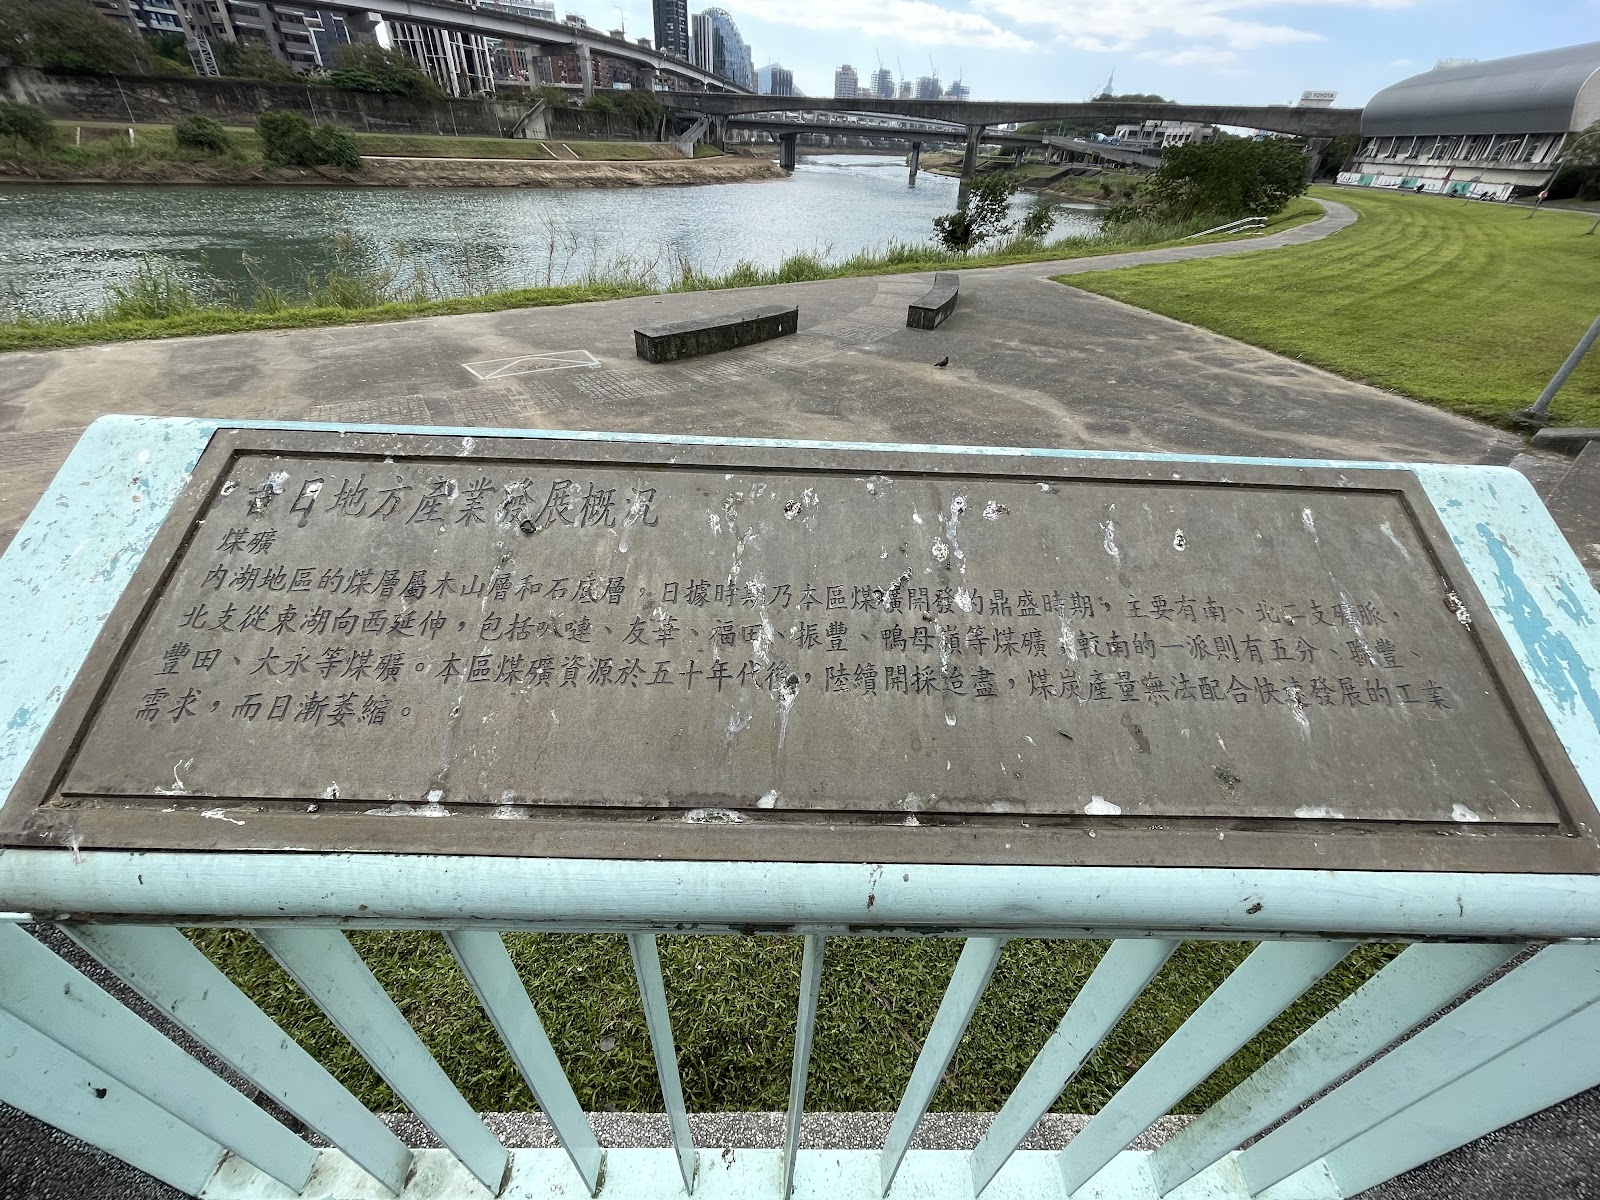 昔日地方產業發展概況
煤礦
內湖地區的煤層屬木山層和石底層，日據時期乃本區煤礦開發的鼎盛時期，主要有南、北二支礦脈，
北支從東湖向西延伸，包括叭嗹、友華、福田、振豐、鴨母嶺等煤礦，較南的一派則有五分、聯豐、
豐田、大永等煤礦。本區煤礦資源於五十年代後，陸續開採迨盡，煤炭產量無法配合快速發展的工業
需求，而日漸萎縮。
TOYOTA